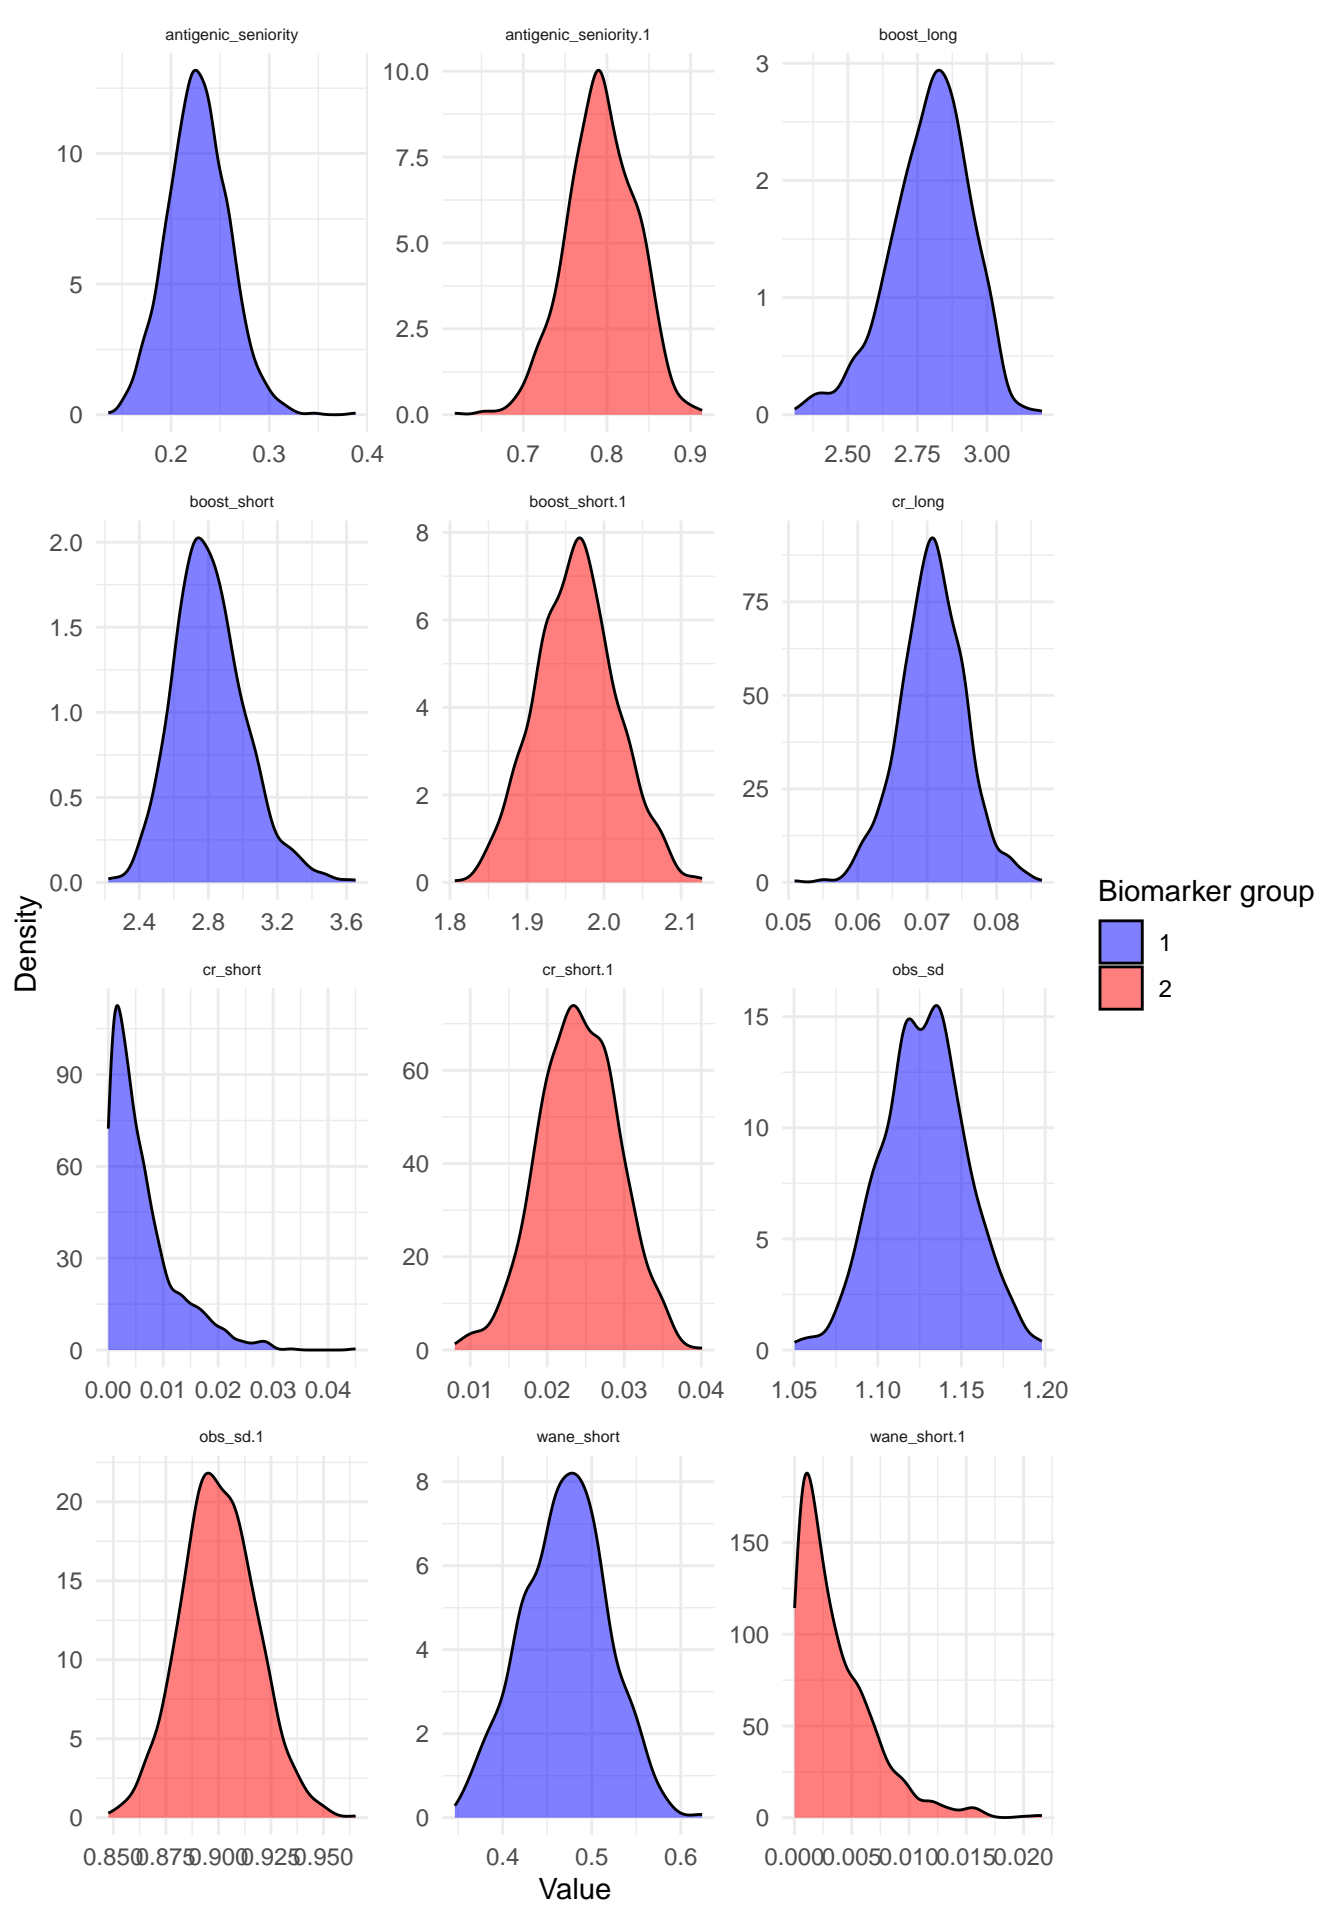 antigenic_seniority
antigenic_seniority.1
boost_long
10
5
0
0.2 0.3 0.4
10.0
7.5
5.0
2.5
0.0
0.7 0.8 0.9
3
2
1
0
2.50 2.75 3.00
boost_short
boost_short.1
cr_long
2.0
1.5
1.0
0.5
0.0
2.4 2.8 3.2 3.6
8
6
4
2
0
1.8 1.9 2.0 2.1
75
50
25
0
0.05 0.06 0.07 0.08
cr_short
cr_short.1
obs_sd
90
60
30
0
0.00 0.01 0.02 0.03 0.04
60
40
20
0
0.01 0.02 0.03 0.04
15
10
5
0
1.05 1.10 1.15 1.20
obs_sd.1
wane_short
wane_short.1
20
15
10
5
0
0.850 0.875 0.900 0.925 0.950
8
6
4
2
0
0.4 0.5 0.6
150
100
50
0
0.000 0.005 0.010 0.015 0.020
Value
Density
Biomarker group
1
2